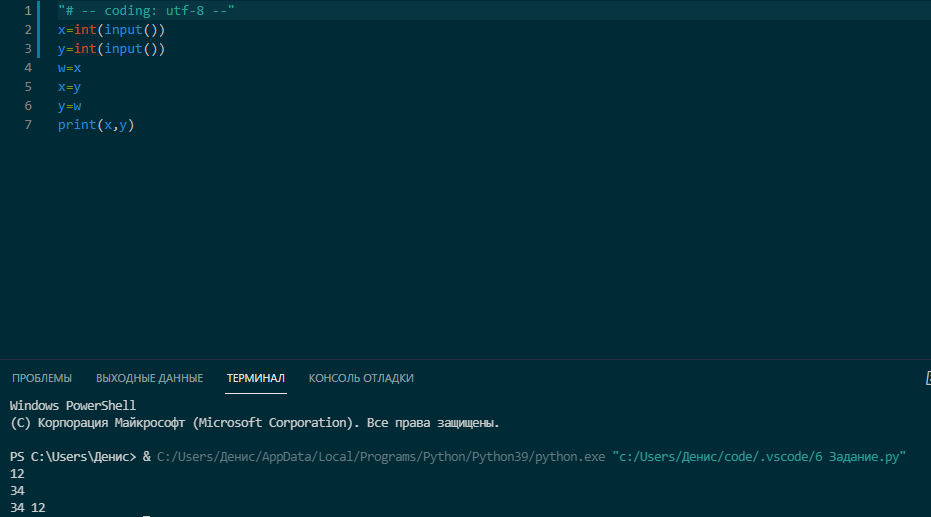 1 "# -- coding: utf-8 --"
2 x=int(input())
3 y=int(input())
4 w=x
5 x=y
6 y=w
7 print(x,y)
ПРОБЛЕМЫ ВЫХОДНЫЕ ДАННЫЕ ТЕРМИНАЛ КОНСОЛЬ ОТЛАДКИ
Windows PowerShell
(C) Корпорация Майкрософт (Microsoft Corporation). Все права защищены.
PS C:\Users\Денис> & C:/Users/Денис/AppData/Local/Programs/Python/Python39/python.exe "c:/Users/Денис/code/.vscode/6 Задание.py"
12
34
34 12